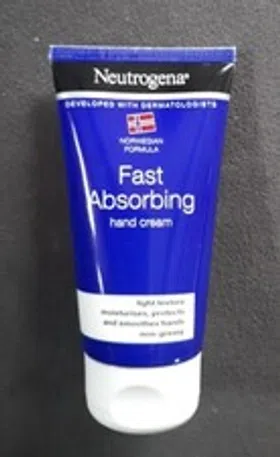 Neutrogena®
DEVELOPED WITH DERMATOLOGISTS
NORWEGIAN
FORMULA
Fast
Absorbing
hand cream
light texture
moisturises, protects
and smoothes hands
non-greasy